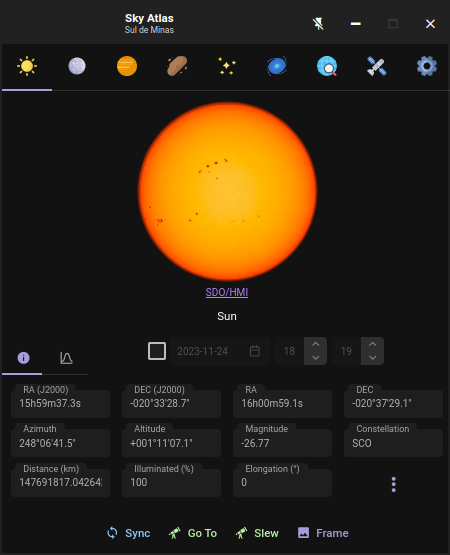 Sky Atlas
Sul de Minas
SDO/HMI
Sun
2023-11-24 18 19
RA (J2000) DEC (J2000) RA DEC
15h59m37.3s -020°33'28.7" 16h00m59.1s -020°37'29.1"
Azimuth Altitude Magnitude Constellation
248°06'41.5" +001°11'07.1" -26.77 SCO
Distance (km) Illuminated (%) Elongation (°)
147691817.04264 100 0
Sync Go To Slew Frame